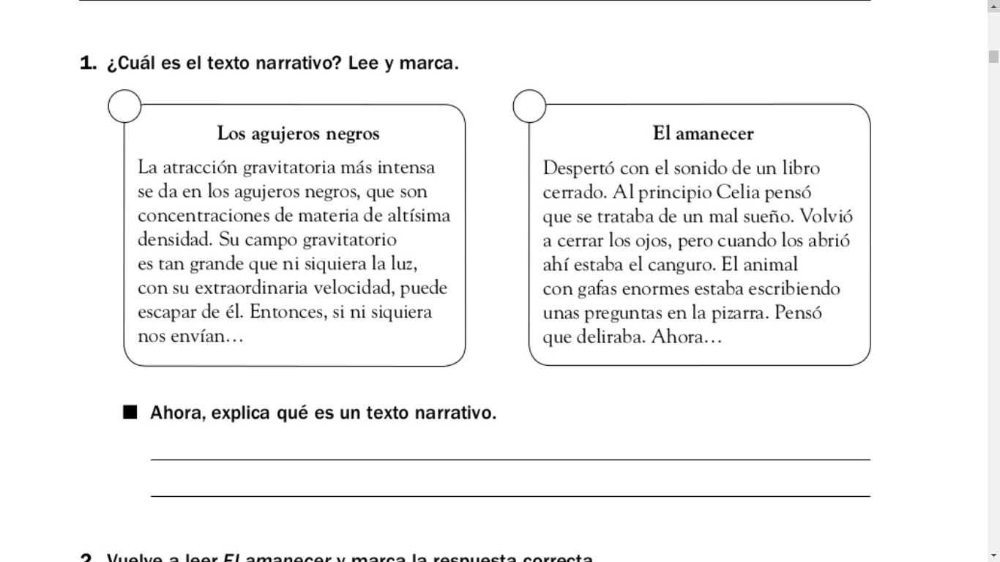 1. ¿Cuál es el texto narrativo? Lee y marca.
Los agujeros negros
La atracción gravitatoria más intensa
se da en los agujeros negros, que son
concentraciones de materia de altísima
densidad. Su campo gravitatorio
es tan grande que ni siquiera la luz,
con su extraordinaria velocidad, puede
escapar de él. Entonces, si ni siquiera
nos envían…
El amanecer
Despertó con el sonido de un libro
cerrado. Al principio Celia pensó
que se trataba de un mal sueño. Volvió
a cerrar los ojos, pero cuando los abrió
ahí estaba el canguro. El animal
con gafas enormes estaba escribiendo
unas preguntas en la pizarra. Pensó
que deliraba. Ahora…
Ahora, explica qué es un texto narrativo.
2. Vuelve a leer El amanecer y marca la respuesta correcta.